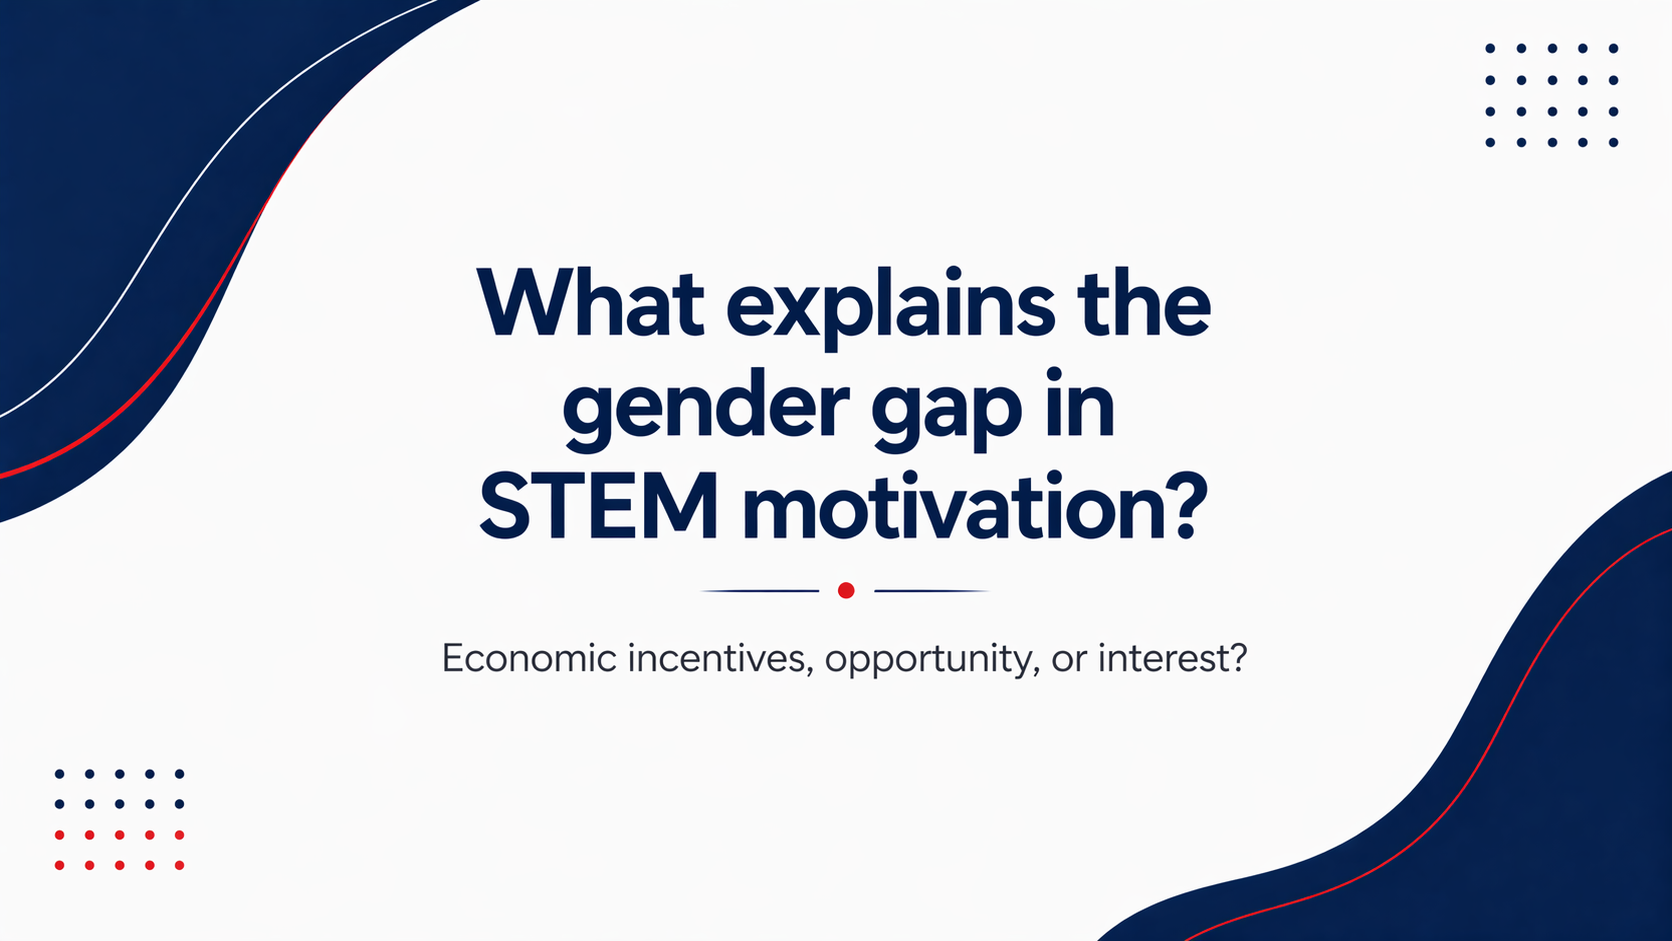 What explains the
gender gap in
STEM motivation?
Economic incentives, opportunity, or interest?